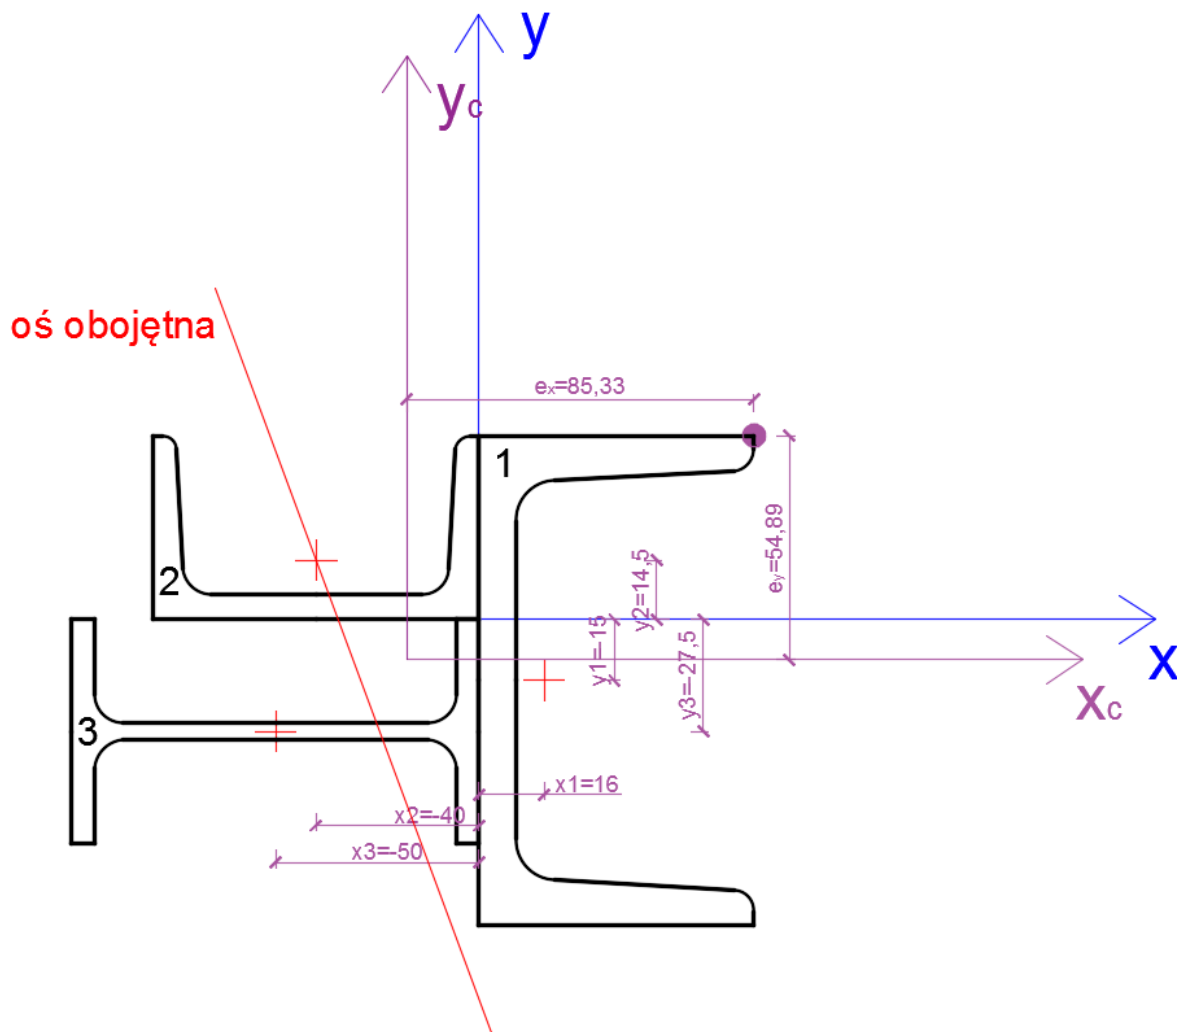 y
yc
oś obojętna
ex=85,33
1
ey=54,89
2
y2=14,5
y1=-15
y3=-27,5
x
xc
3
x1=16
x2=-40
x3=-50